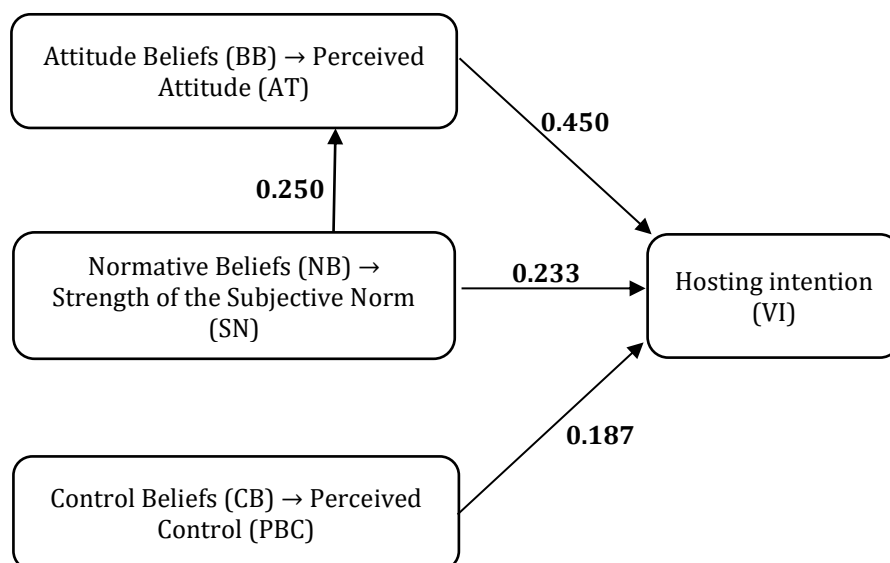 Attitude Beliefs (BB) → Perceived
Attitude (AT)
0.450
0.250
Normative Beliefs (NB) →
Strength of the Subjective Norm
(SN)
0.233
Hosting intention
(VI)
0.187
Control Beliefs (CB) → Perceived
Control (PBC)